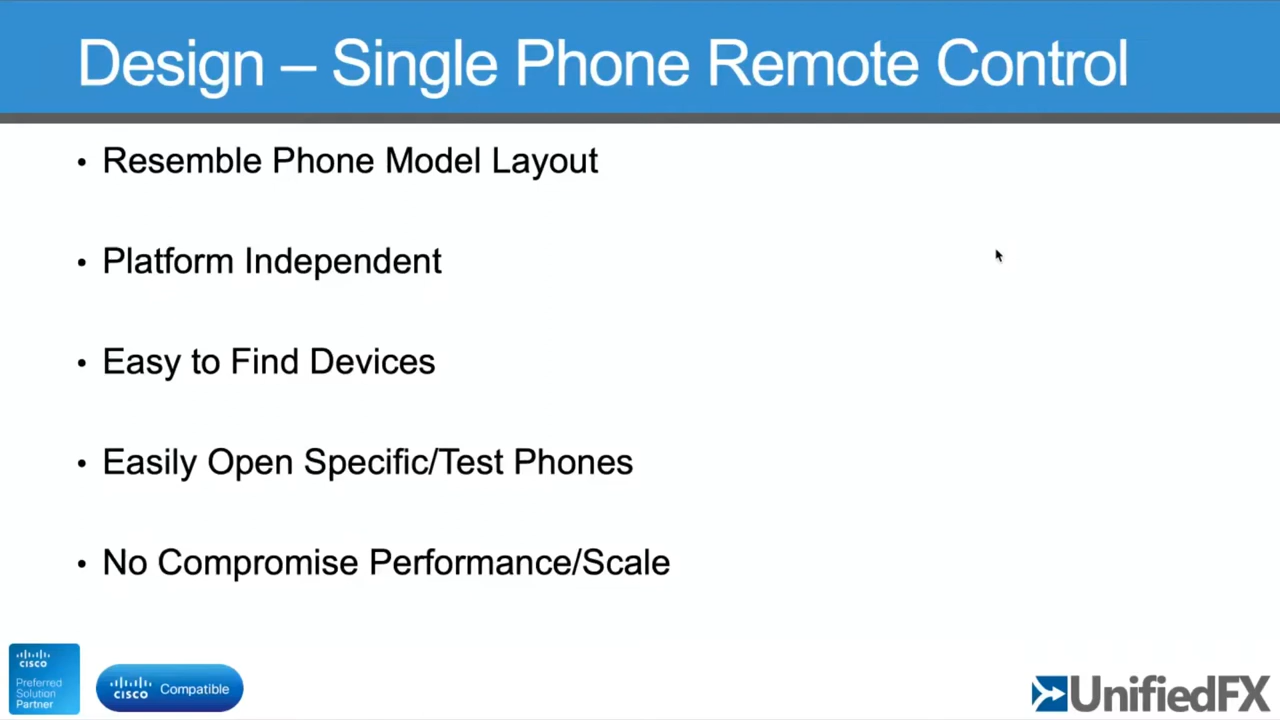 Design – Single Phone Remote Control
• Resemble Phone Model Layout
• Platform Independent
• Easy to Find Devices
• Easily Open Specific/Test Phones
• No Compromise Performance/Scale
CISCO
Preferred
Solution
Partner
CISCO Compatible
UnifiedFX